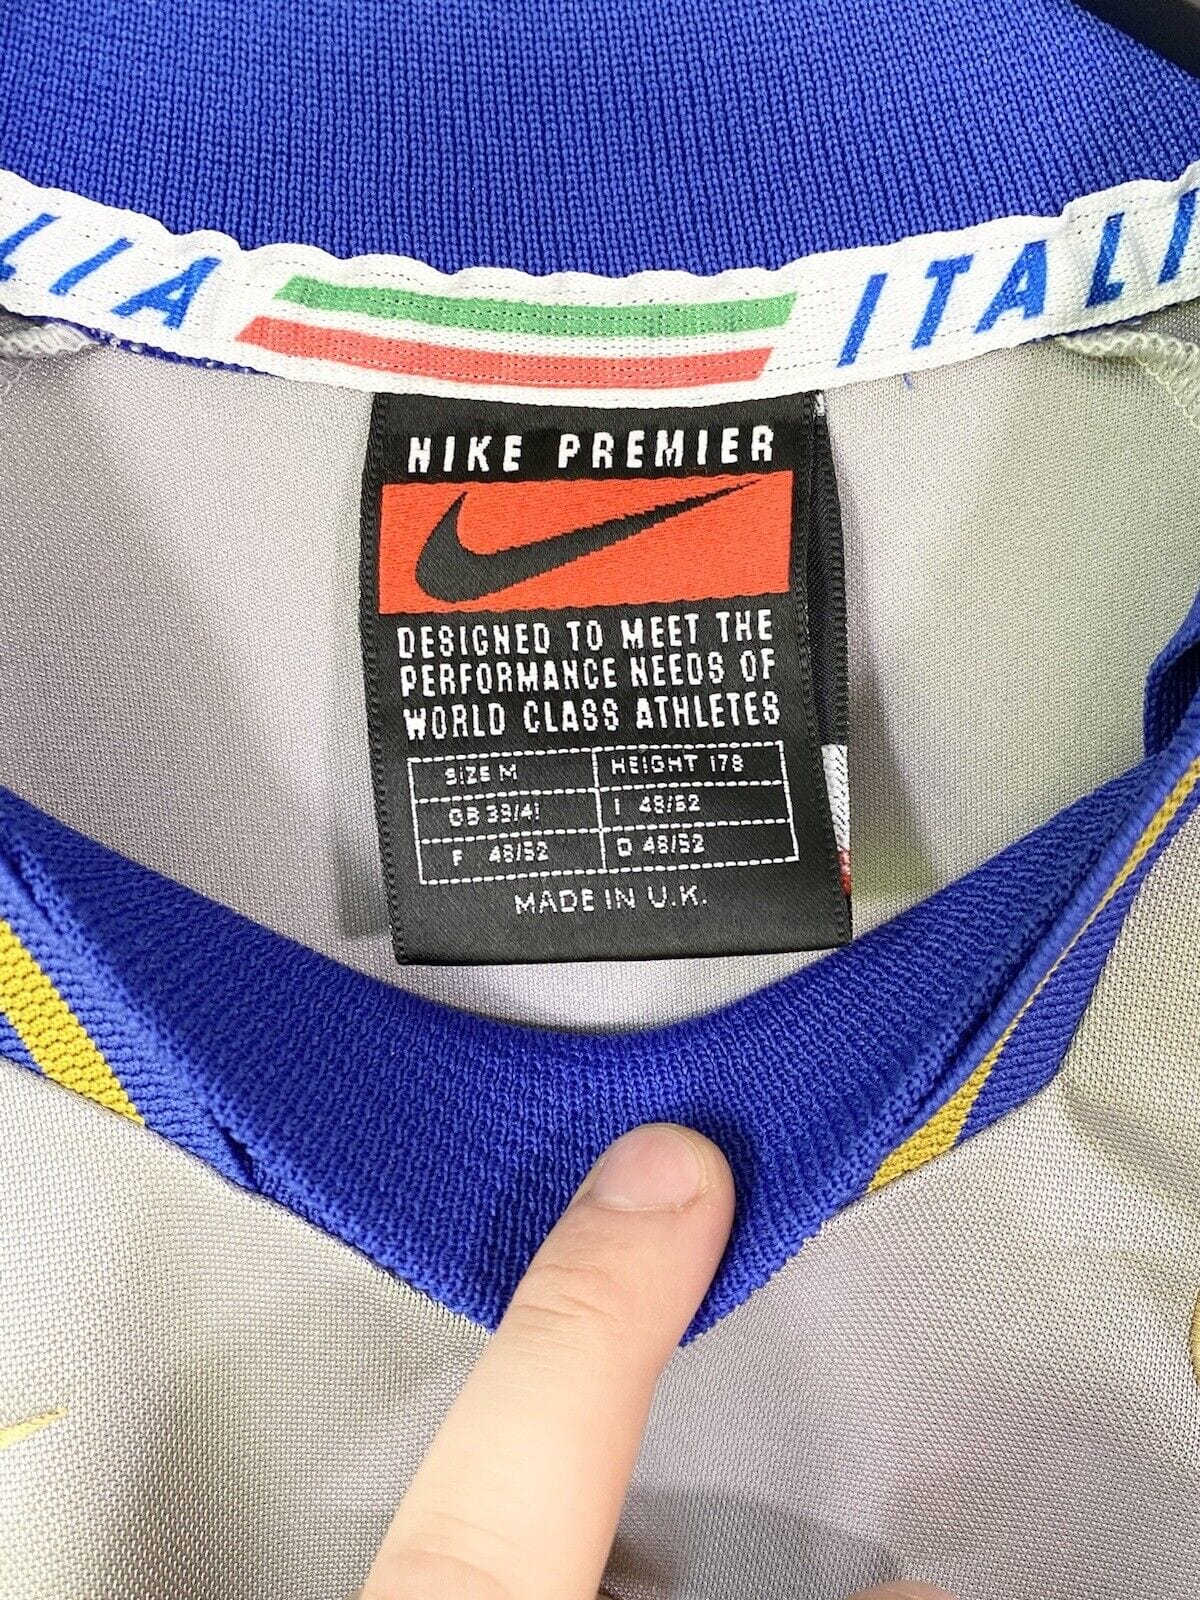 LIA ITALI
NIKE PREMIER
DESIGNED TO MEET THE
PERFORMANCE NEEDS OF
WORLD CLASS ATHLETES
SIZE M HEIGHT 178
GB 39/41 I 48/52
F 48/52 D 48/52
MADE IN U.K.